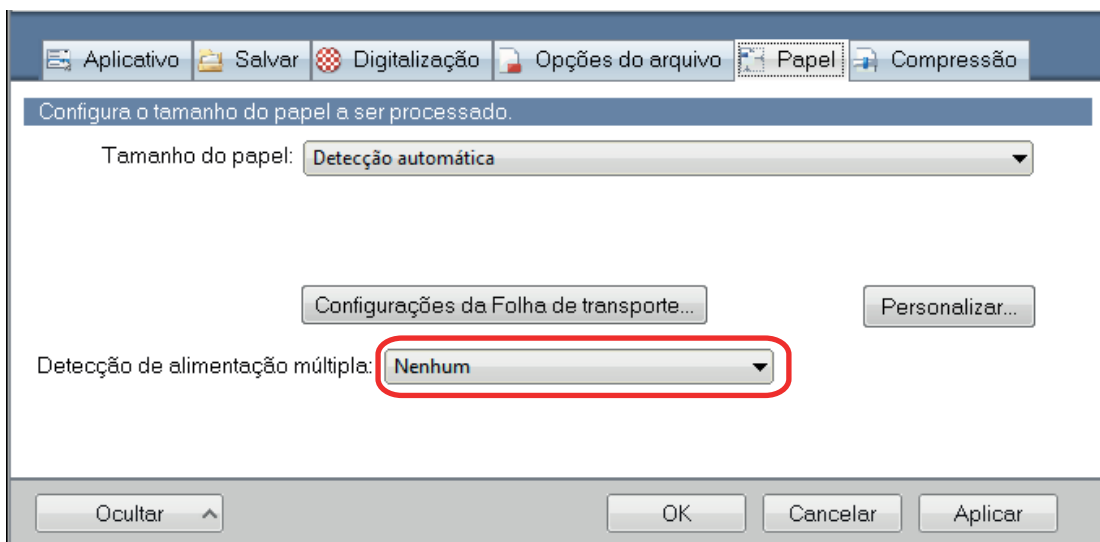 Aplicativo Salvar Digitalização Opções do arquivo Papel Compressão
Configura o tamanho do papel a ser processado.
Tamanho do papel: Detecção automática
Configurações da Folha de transporte... Personalizar...
Detecção de alimentação múltipla: Nenhum
Ocultar OK Cancelar Aplicar